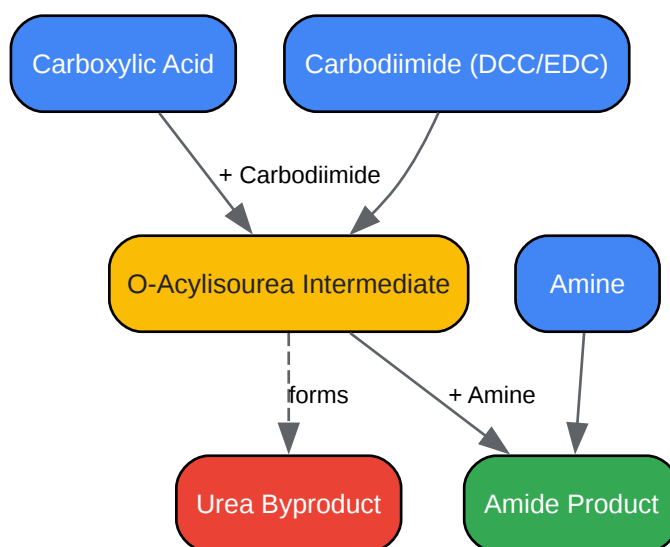 Carboxylic Acid
Carbodiimide (DCC/EDC)
+ Carbodiimide
O-Acylisourea Intermediate
Amine
forms
+ Amine
Urea Byproduct
Amide Product